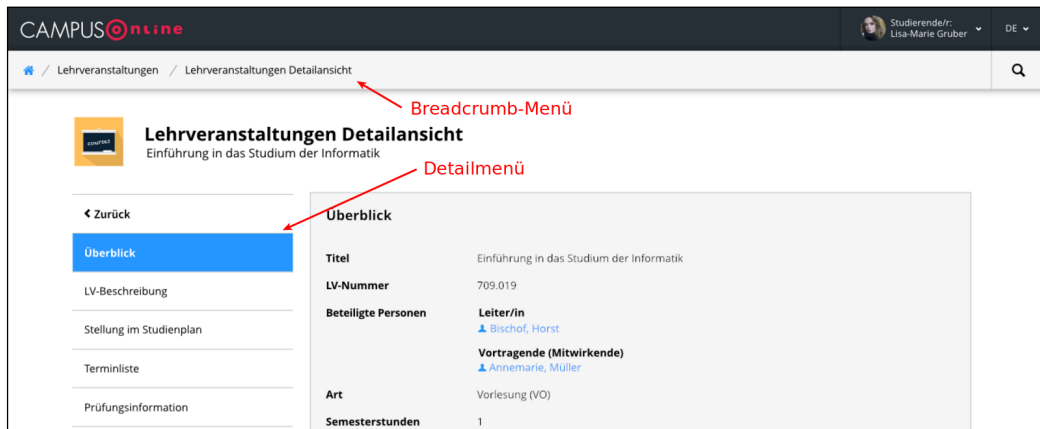 CAMPUSonline
Studierende/r:
Lisa-Marie Gruber
DE
/ Lehrveranstaltungen / Lehrveranstaltungen Detailansicht
Breadcrumb-Menü
COURSES
Lehrveranstaltungen Detailansicht
Einführung in das Studium der Informatik
Detailmenü
Zurück
Überblick
LV-Beschreibung
Stellung im Studienplan
Terminliste
Prüfungsinformation
Überblick
Titel Einführung in das Studium der Informatik
LV-Nummer 709.019
Beteiligte Personen Leiter/in
Bischof, Horst
Vortragende (Mitwirkende)
Annemarie, Müller
Art Vorlesung (VO)
Semesterstunden 1